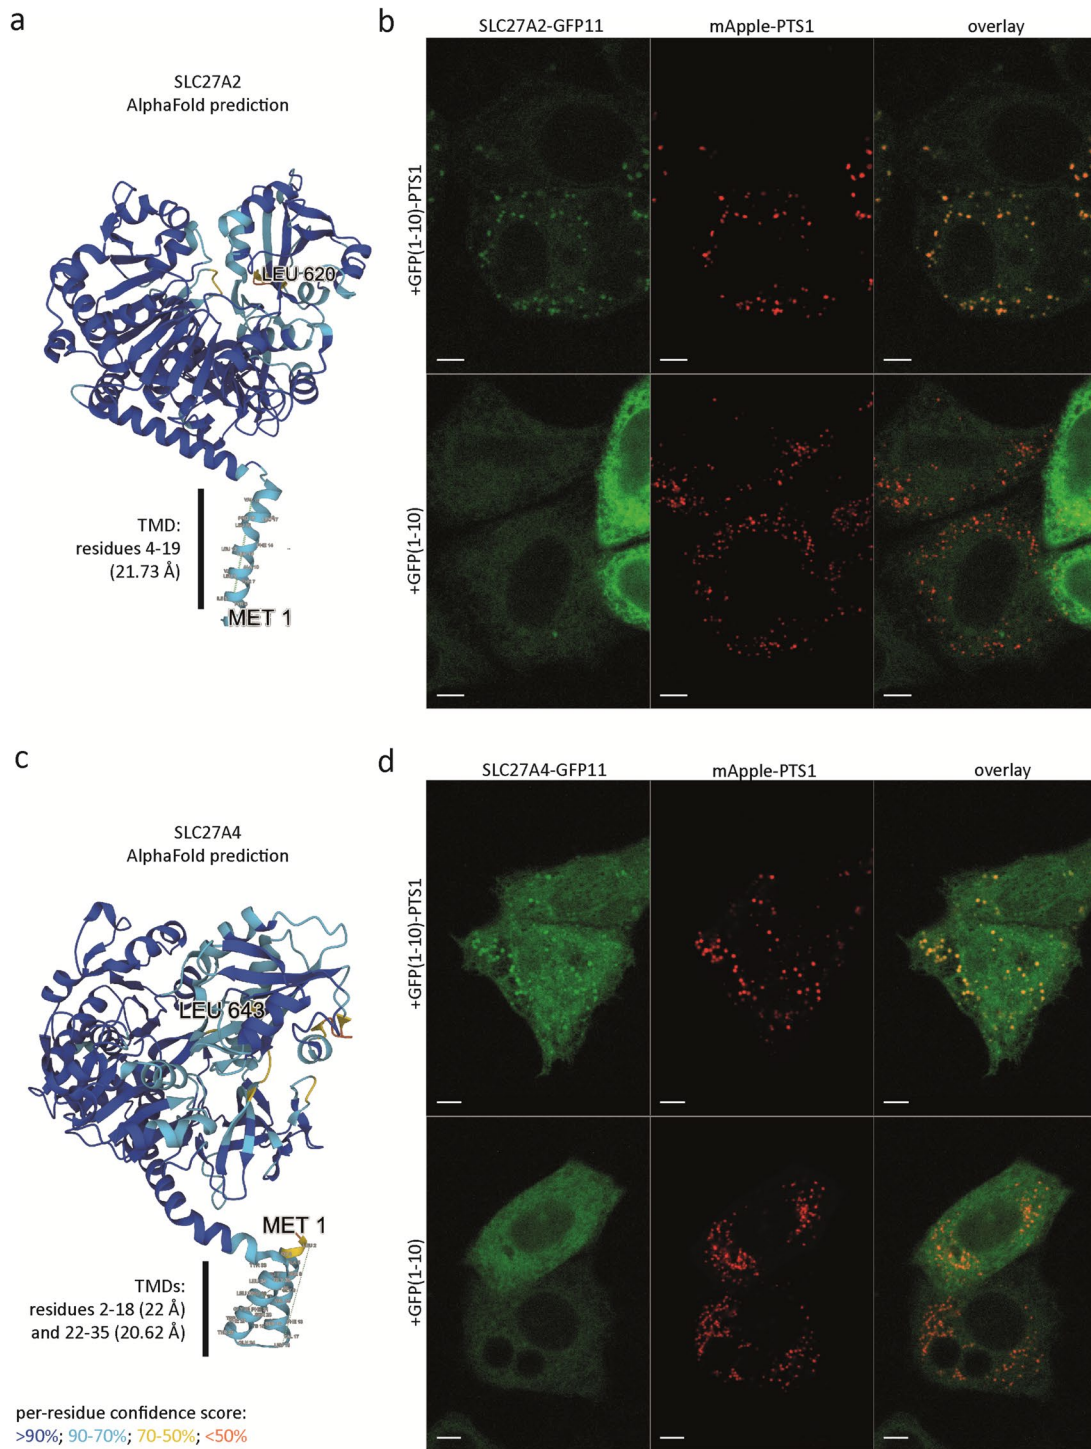 a
SLC27A2
AlphaFold prediction
LEU 620
TMD:
residues 4-19
(21.73 Å)
MET 1
b
SLC27A2-GFP11 mApple-PTS1 overlay
+GFP(1-10)-PTS1
+GFP(1-10)
c
SLC27A4
AlphaFold prediction
LEU 643
MET 1
TMDs:
residues 2-18 (22 Å)
and 22-35 (20.62 Å)
per-residue confidence score:
>90%; 90-70%; 70-50%; <50%
d
SLC27A4-GFP11 mApple-PTS1 overlay
+GFP(1-10)-PTS1
+GFP(1-10)